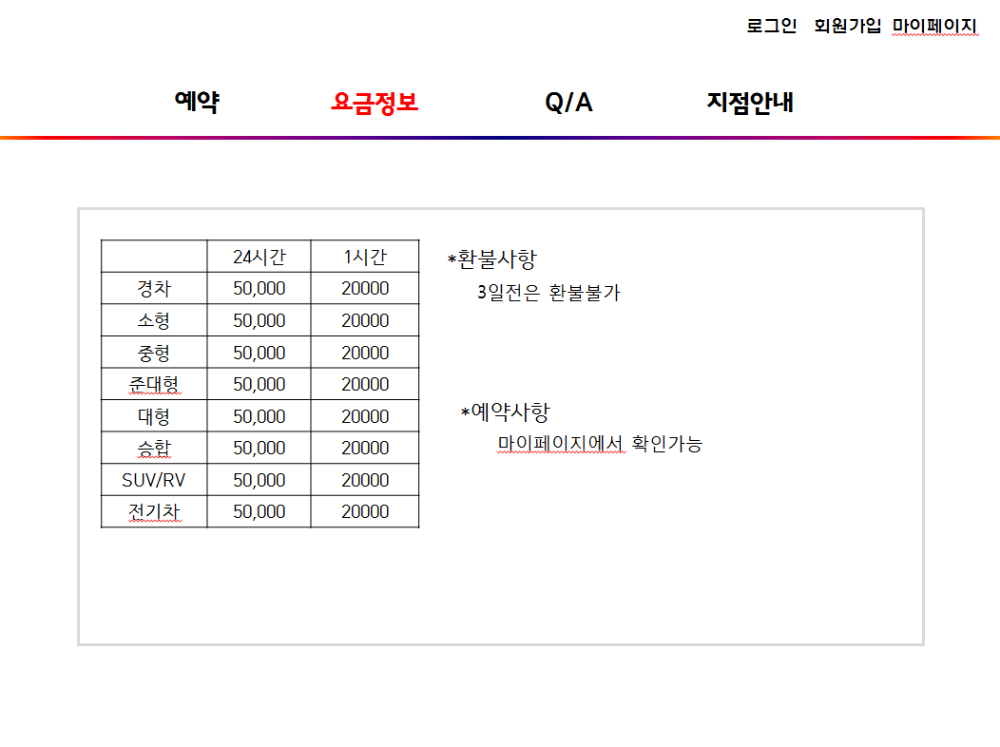 로그인 회원가입 마이페이지
예약 요금정보 Q/A 지점안내
24시간 1시간
경차 50,000 20000
소형 50,000 20000
중형 50,000 20000
준대형 50,000 20000
대형 50,000 20000
승합 50,000 20000
SUV/RV 50,000 20000
전기차 50,000 20000
*환불사항
3일전은 환불불가
*예약사항
마이페이지에서 확인가능